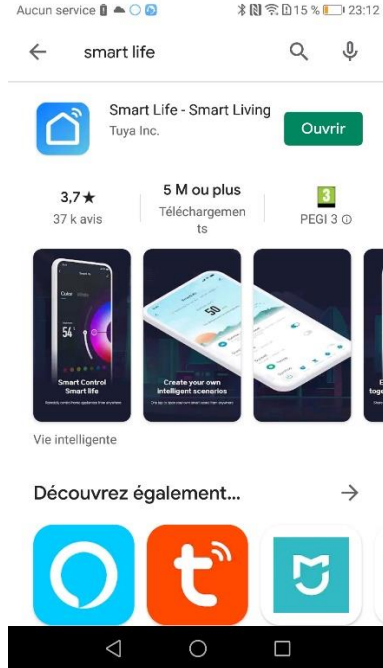 Aucun service 15 % 23:12
smart life
Smart Life - Smart Living
Tuya Inc.
Ouvrir
3,7★
37 k avis
5 M ou plus
Téléchargemen
ts
3
PEGI 3
Color
54
Smart Control
Smart life
50
Create your own
intelligent scenarios
E
toge
Vie intelligente
Découvrez également...